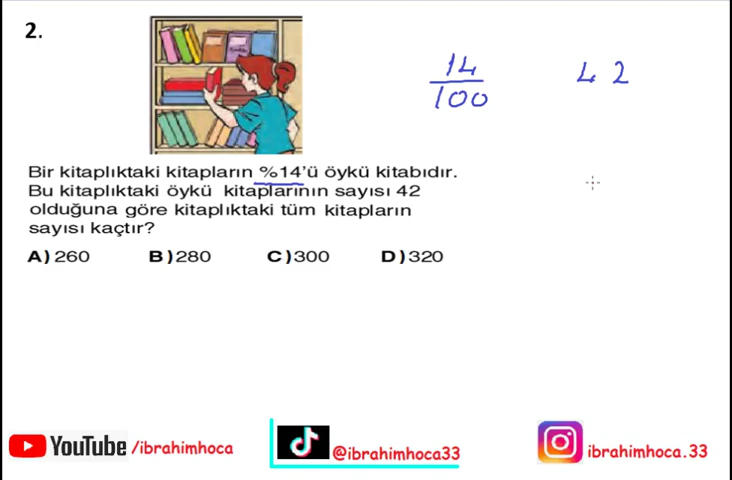 2.
14
100
42
Bir kitaplıktaki kitapların %14'ü öykü kitabıdır.
Bu kitaplıktaki öykü kitaplarının sayısı 42
olduğuna göre kitaplıktaki tüm kitapların
sayısı kaçtır?
A)260 B)280 C)300 D)320
YouTube /ibrahimhoca @ibrahimhoca33 ibrahimhoca.33